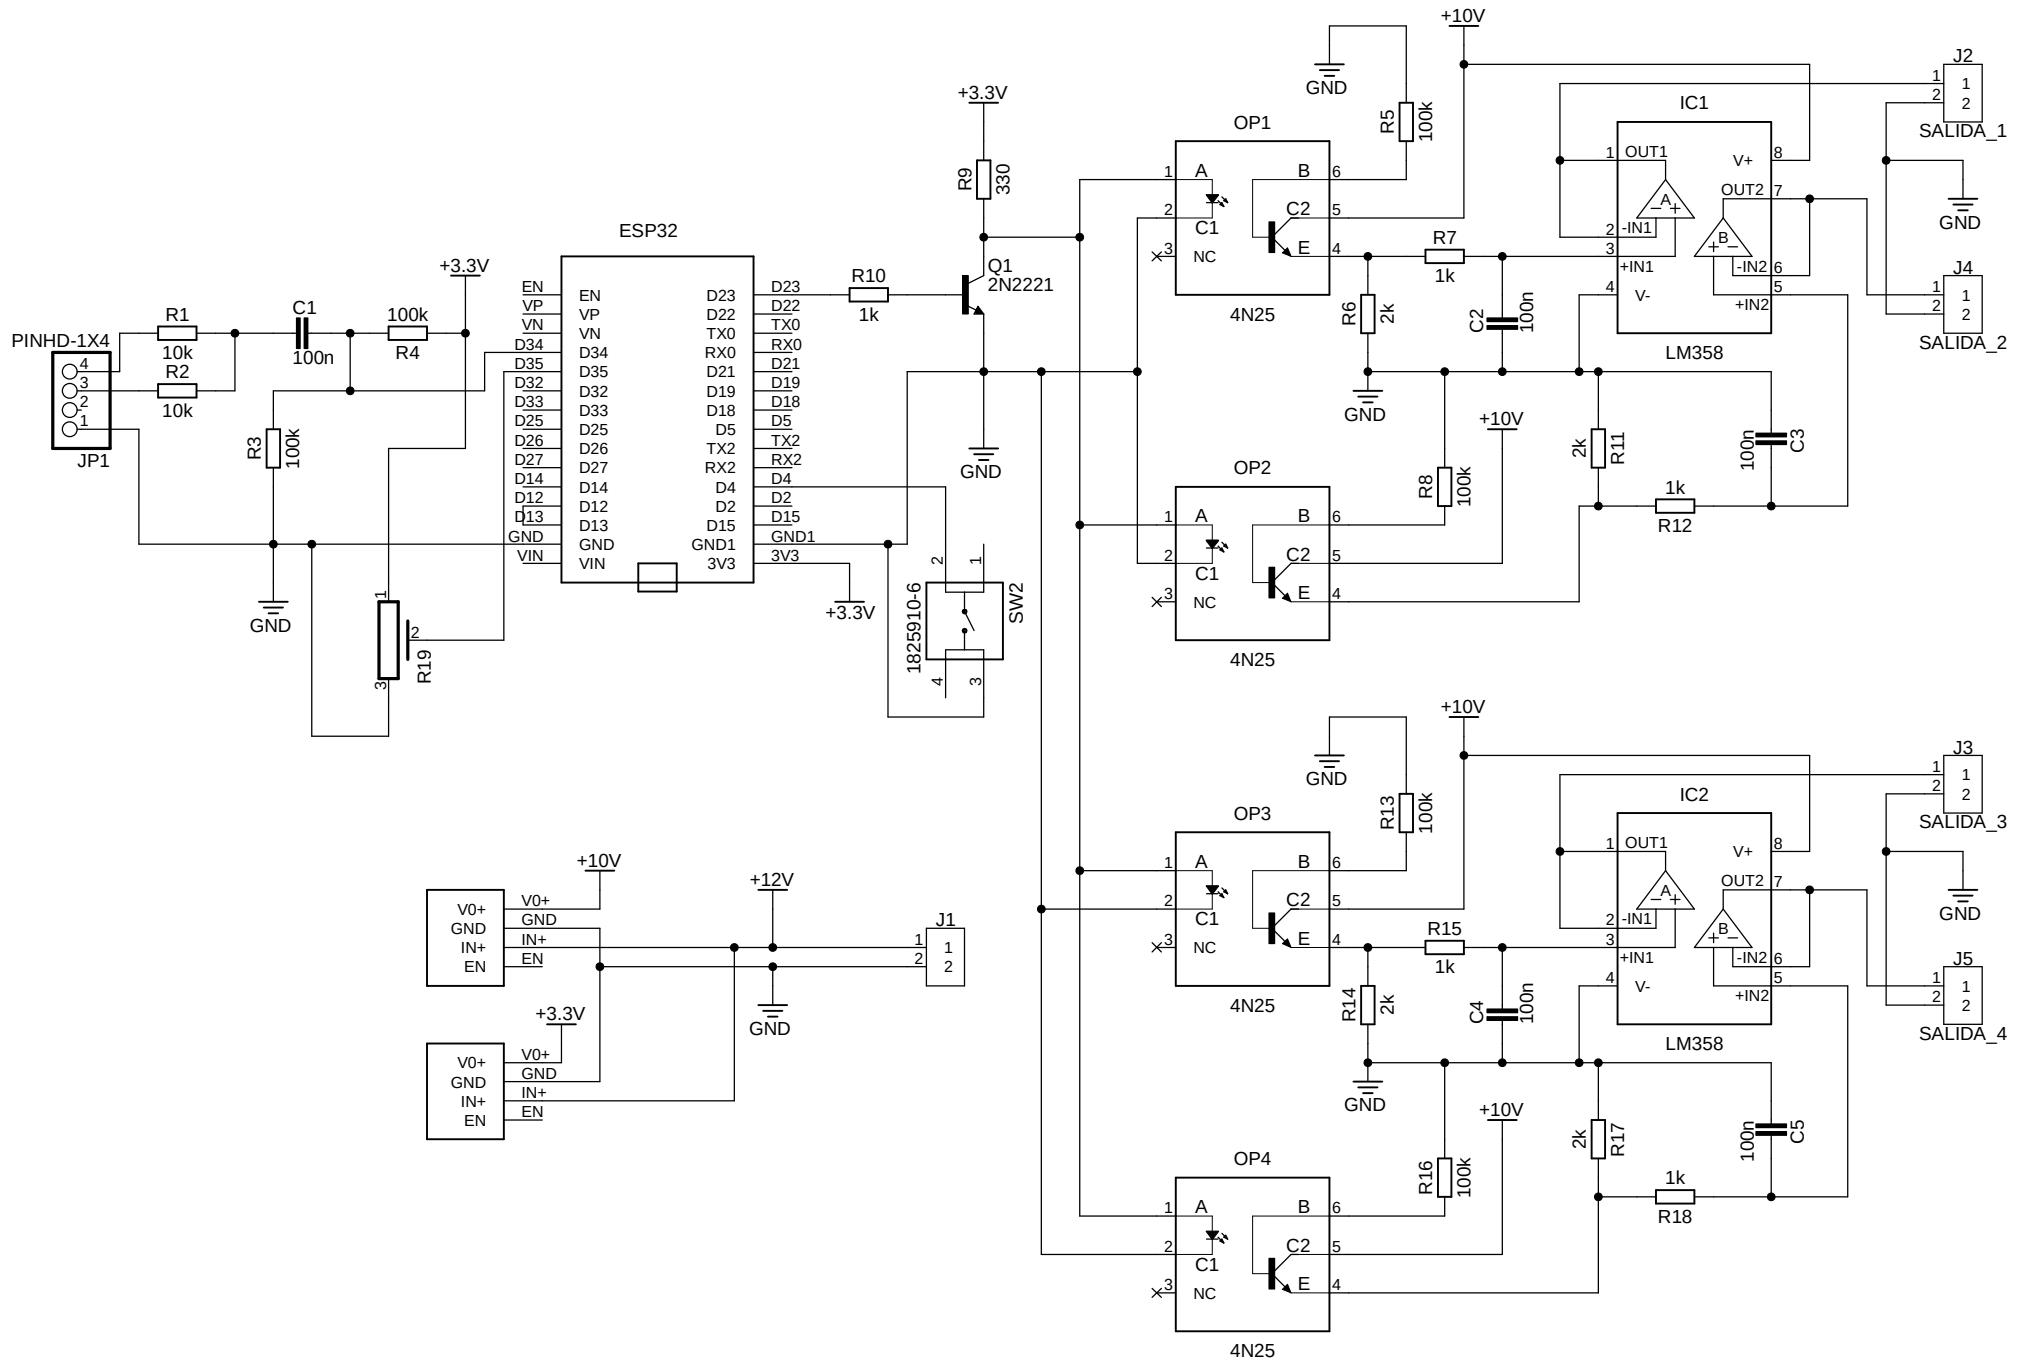 PINHD-1X4
4
3
2
1
JP1
R1
10k
R2
10k
C1
100n
R3
100k
100k
R4
+3.3V
GND
1
2
3
R19
ESP32
EN
VP
VN
D34
D35
D32
D33
D25
D26
D27
D14
D12
D13
GND
VIN
EN
VP
VN
D34
D35
D32
D33
D25
D26
D27
D14
D12
D13
GND
VIN
D23
D22
TX0
RX0
D21
D19
D18
D5
TX2
RX2
D4
D2
D15
GND1
3V3
D23
D22
TX0
RX0
D21
D19
D18
D5
TX2
RX2
D4
D2
D15
GND1
3V3
+3.3V
R10
1k
+3.3V
R9
330
Q1
2N2221
GND
2
1
1825910-6
SW2
4
3
OP1
1
2
3
A
C1
NC
B
C2
E
6
5
4
4N25
GND
R5
100k
+10V
R7
1k
R6
2k
C2
100n
GND
IC1
1
2
3
4
OUT1
-IN1
+IN1
V-
A
B
V+
OUT2
-IN2
+IN2
8
7
6
5
LM358
J2
1
2
1
2
SALIDA_1
GND
J4
1
2
1
2
SALIDA_2
OP2
1
2
3
A
C1
NC
B
C2
E
6
5
4
4N25
R8
100k
+10V
2k
R11
1k
R12
100n
C3
OP3
1
2
3
A
C1
NC
B
C2
E
6
5
4
4N25
GND
R13
100k
+10V
R15
1k
R14
2k
C4
100n
GND
IC2
1
2
3
4
OUT1
-IN1
+IN1
V-
A
B
V+
OUT2
-IN2
+IN2
8
7
6
5
LM358
J3
1
2
1
2
SALIDA_3
GND
J5
1
2
1
2
SALIDA_4
OP4
1
2
3
A
C1
NC
B
C2
E
6
5
4
4N25
R16
100k
+10V
2k
R17
1k
R18
100n
C5
+10V
V0+
GND
IN+
EN
V0+
GND
IN+
EN
+12V
J1
1
2
1
2
GND
+3.3V
V0+
GND
IN+
EN
V0+
GND
IN+
EN